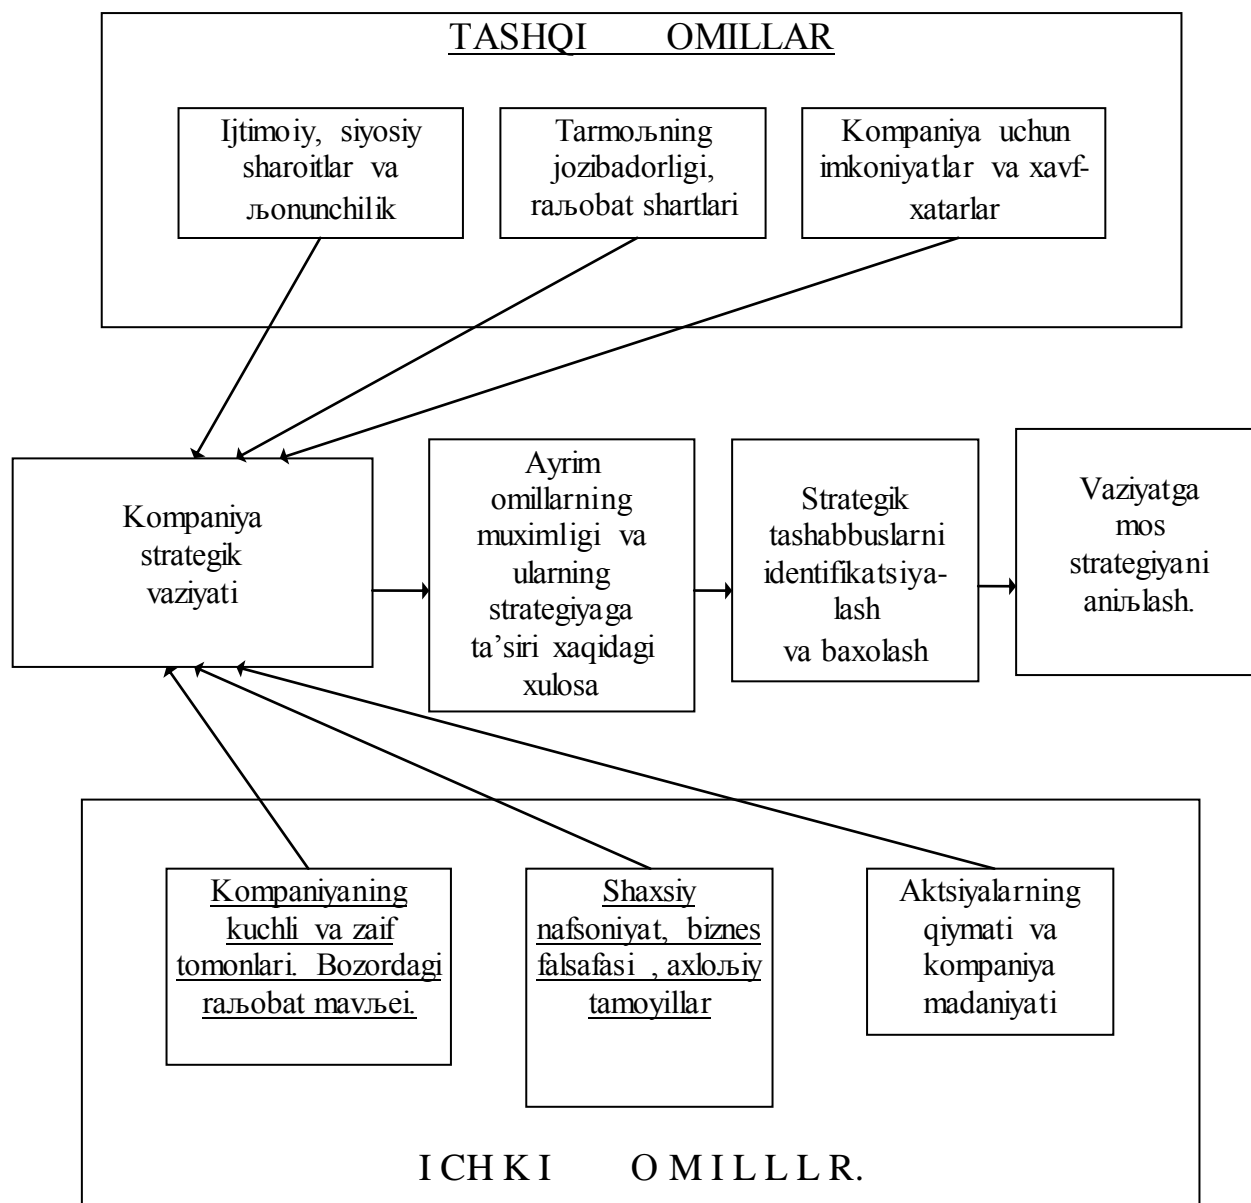 TASHQI OMILLAR
Ijtimoiy, siyosiy
sharoitlar va
љonunchilik
Tarmoљning
jozibadorligi,
raљobat shartlari
Kompaniya uchun
imkoniyatlar va xavf-
xatarlar
Kompaniya
strategik
vaziyati
Ayrim
omillarning
muximligi va
ularning
strategiyaga
ta’siri xaqidagi
xulosa
Strategik
tashabbuslarni
identifikatsiya-
lash
va baxolash
Vaziyatga
mos
strategiyani
aniљlash.
Kompaniyaning
kuchli va zaif
tomonlari. Bozordagi
raљobat mavљei.
Shaxsiy
nafsoniyat, biznes
falsafasi , axloљiy
tamoyillar
Aktsiyalarning
qiymati va
kompaniya
madaniyati
I CH K I O M I L L L R.